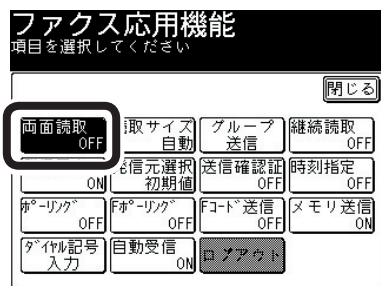 ファクス応用機能
項目を選択してください
閉じる
両面読取
OFF
読取サイズ
自動
グループ
送信
継続読取
OFF
ON
発信元選択
初期値
送信確認証
OFF
時刻指定
OFF
ﾎﾟｰﾘﾝｸﾞ
OFF
Fﾎﾟｰﾘﾝｸﾞ
OFF
Fｺｰﾄﾞ送信
OFF
メモリ送信
ON
ﾀﾞｲﾔﾙ記号
入力
自動受信
ON
ログアウト